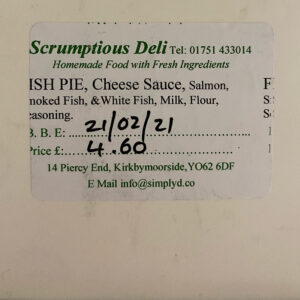 Scrumptious Deli Tel: 01751 433014
Homemade Food with Fresh Ingredients
ISH PIE, Cheese Sauce, Salmon,
moked Fish, &White Fish, Milk, Flour,
easoning.
B. B. E: 21/02/21
Price £: 4.60
14 Piercy End, Kirkbymoorside, YO62 6DF
E Mail info@simplyd.co